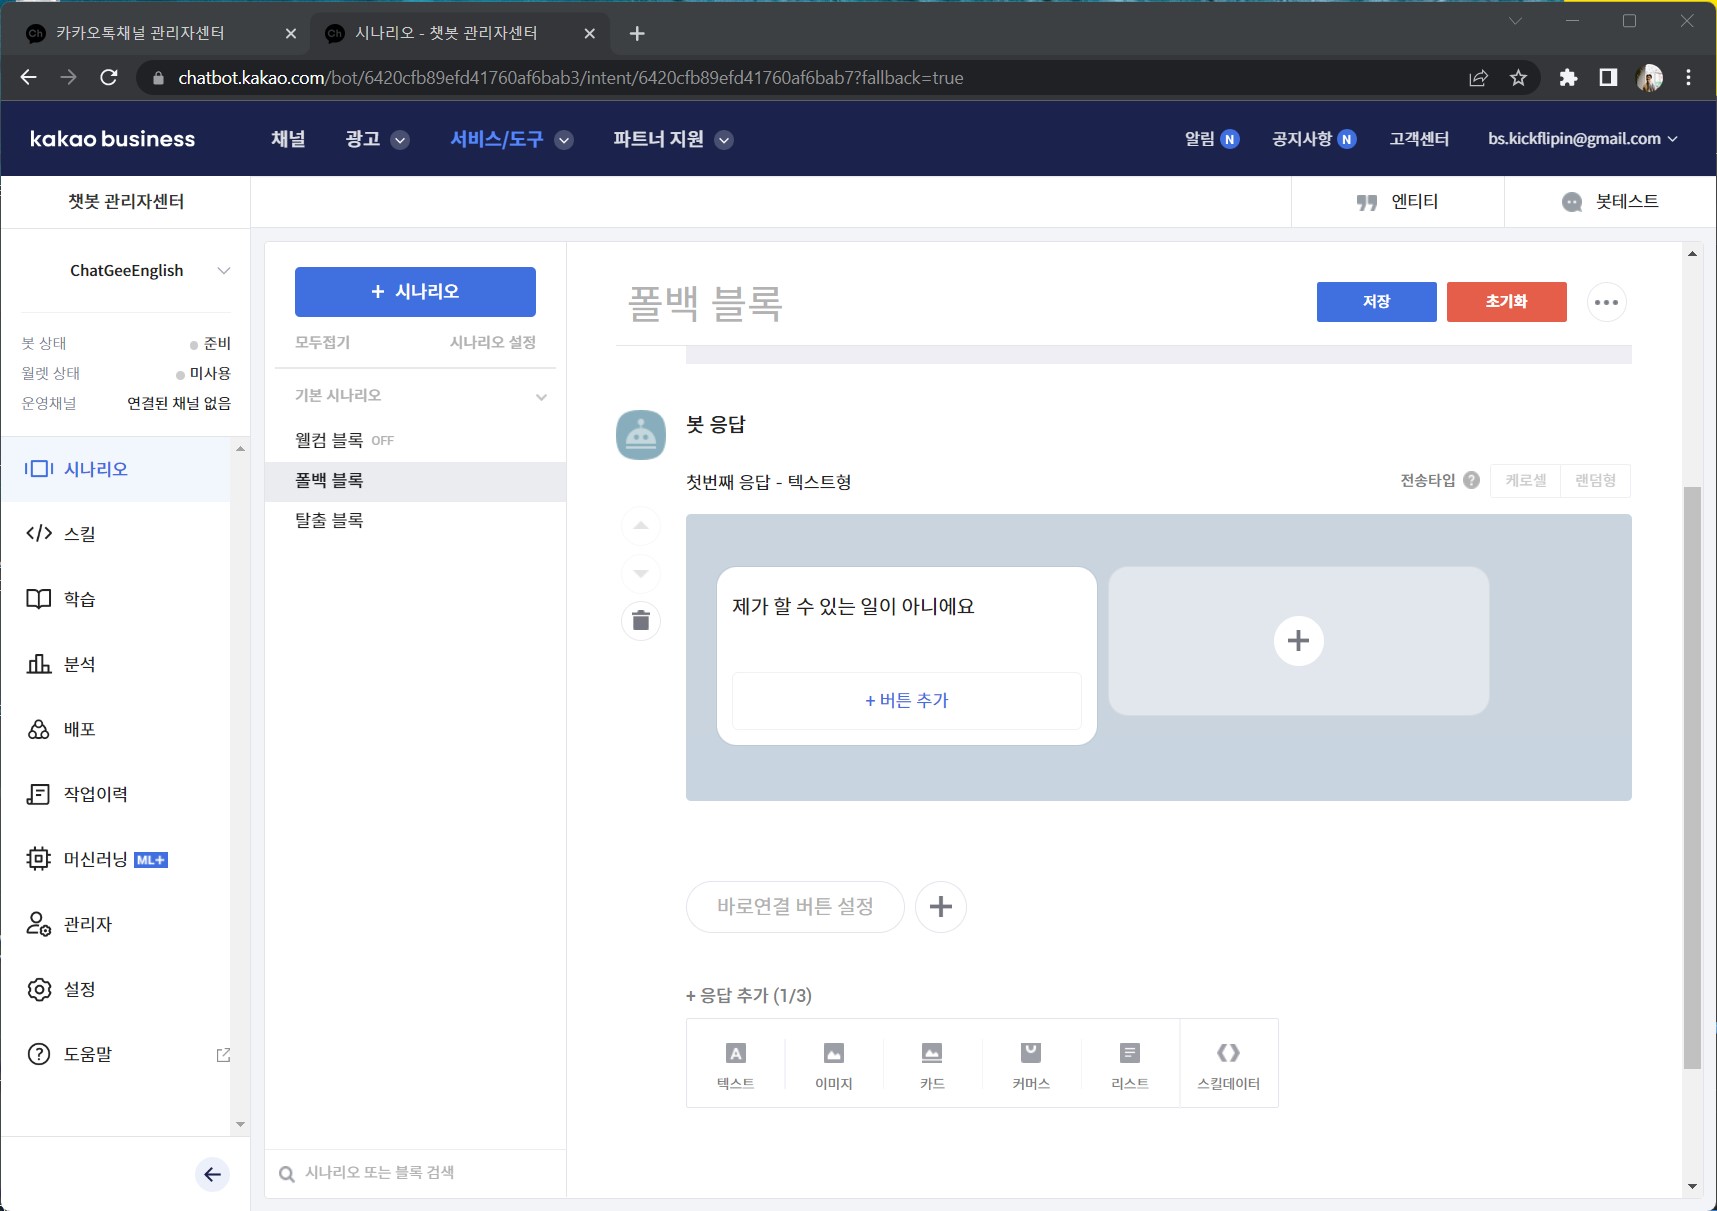 카카오톡채널 관리자센터
시나리오 - 챗봇 관리자센터
chatbot.kakao.com/bot/6420cfb89efd41760af6bab3/intent/6420cfb89efd41760af6bab7?fallback=true
kakao business 채널 광고 서비스/도구 파트너 지원 알림 N 공지사항 N 고객센터 bs.kickflipin@gmail.com
챗봇 관리자센터
엔티티
봇테스트
ChatGeeEnglish
봇 상태 준비
월렛 상태 미사용
운영채널 연결된 채널 없음
시나리오
스킬
학습
분석
배포
작업이력
머신러닝 ML+
관리자
설정
도움말
+ 시나리오
모두접기 시나리오 설정
기본 시나리오
웰컴 블록 OFF
폴백 블록
탈출 블록
시나리오 또는 블록 검색
폴백 블록
저장
초기화
봇 응답
첫번째 응답 - 텍스트형
전송타입 ? 케로셀 랜덤형
제가 할 수 있는 일이 아니에요
+ 버튼 추가
바로연결 버튼 설정
+ 응답 추가 (1/3)
텍스트 이미지 카드 커머스 리스트 스킬데이터